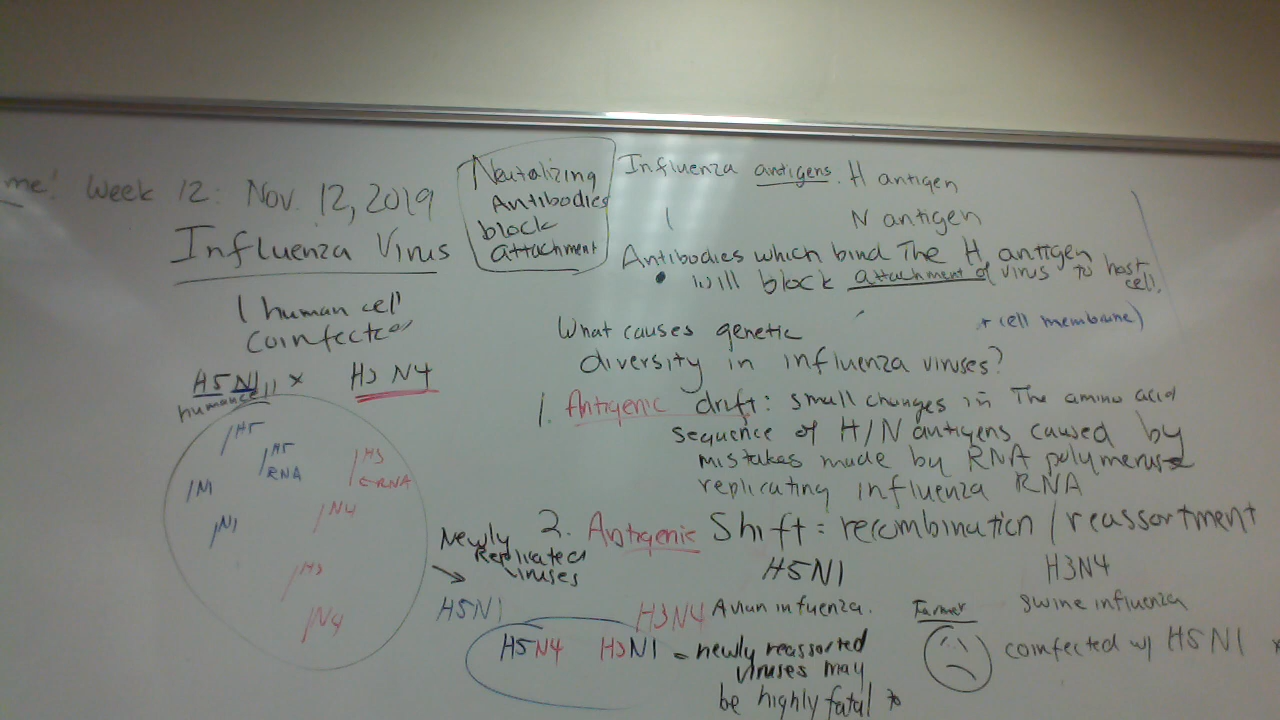 me! Week 12: Nov. 12, 2019
Influenza Virus
1 human cell
coinfected
H5N1 x H3 N4
human cell
H5
H5
RNA
N1
N1
H3
RNA
N4
H3
N4
Neutralizing
Antibodies
block
attachment
Influenza antigens. H antigen
N antigen
Antibodies which bind The H antigen
• will block attachment of virus to host
cell.
+ (cell membrane)
What causes genetic
diversity in influenza viruses?
1. Antigenic drift: small changes in The amino acid
sequence of H/N antigens caused by
mistakes made by RNA polymerase
replicating influenza RNA
2. Antigenic Shift = recombination / reassortment
H5N1 H3N4
Avian infuenza. Swine influenza
Newly
Replicated
viruses
H5N1 H3N4
H5N4 H3N1 = newly reassorted
viruses may
be highly fatal to
Farmer
coinfected w/ H5N1 x